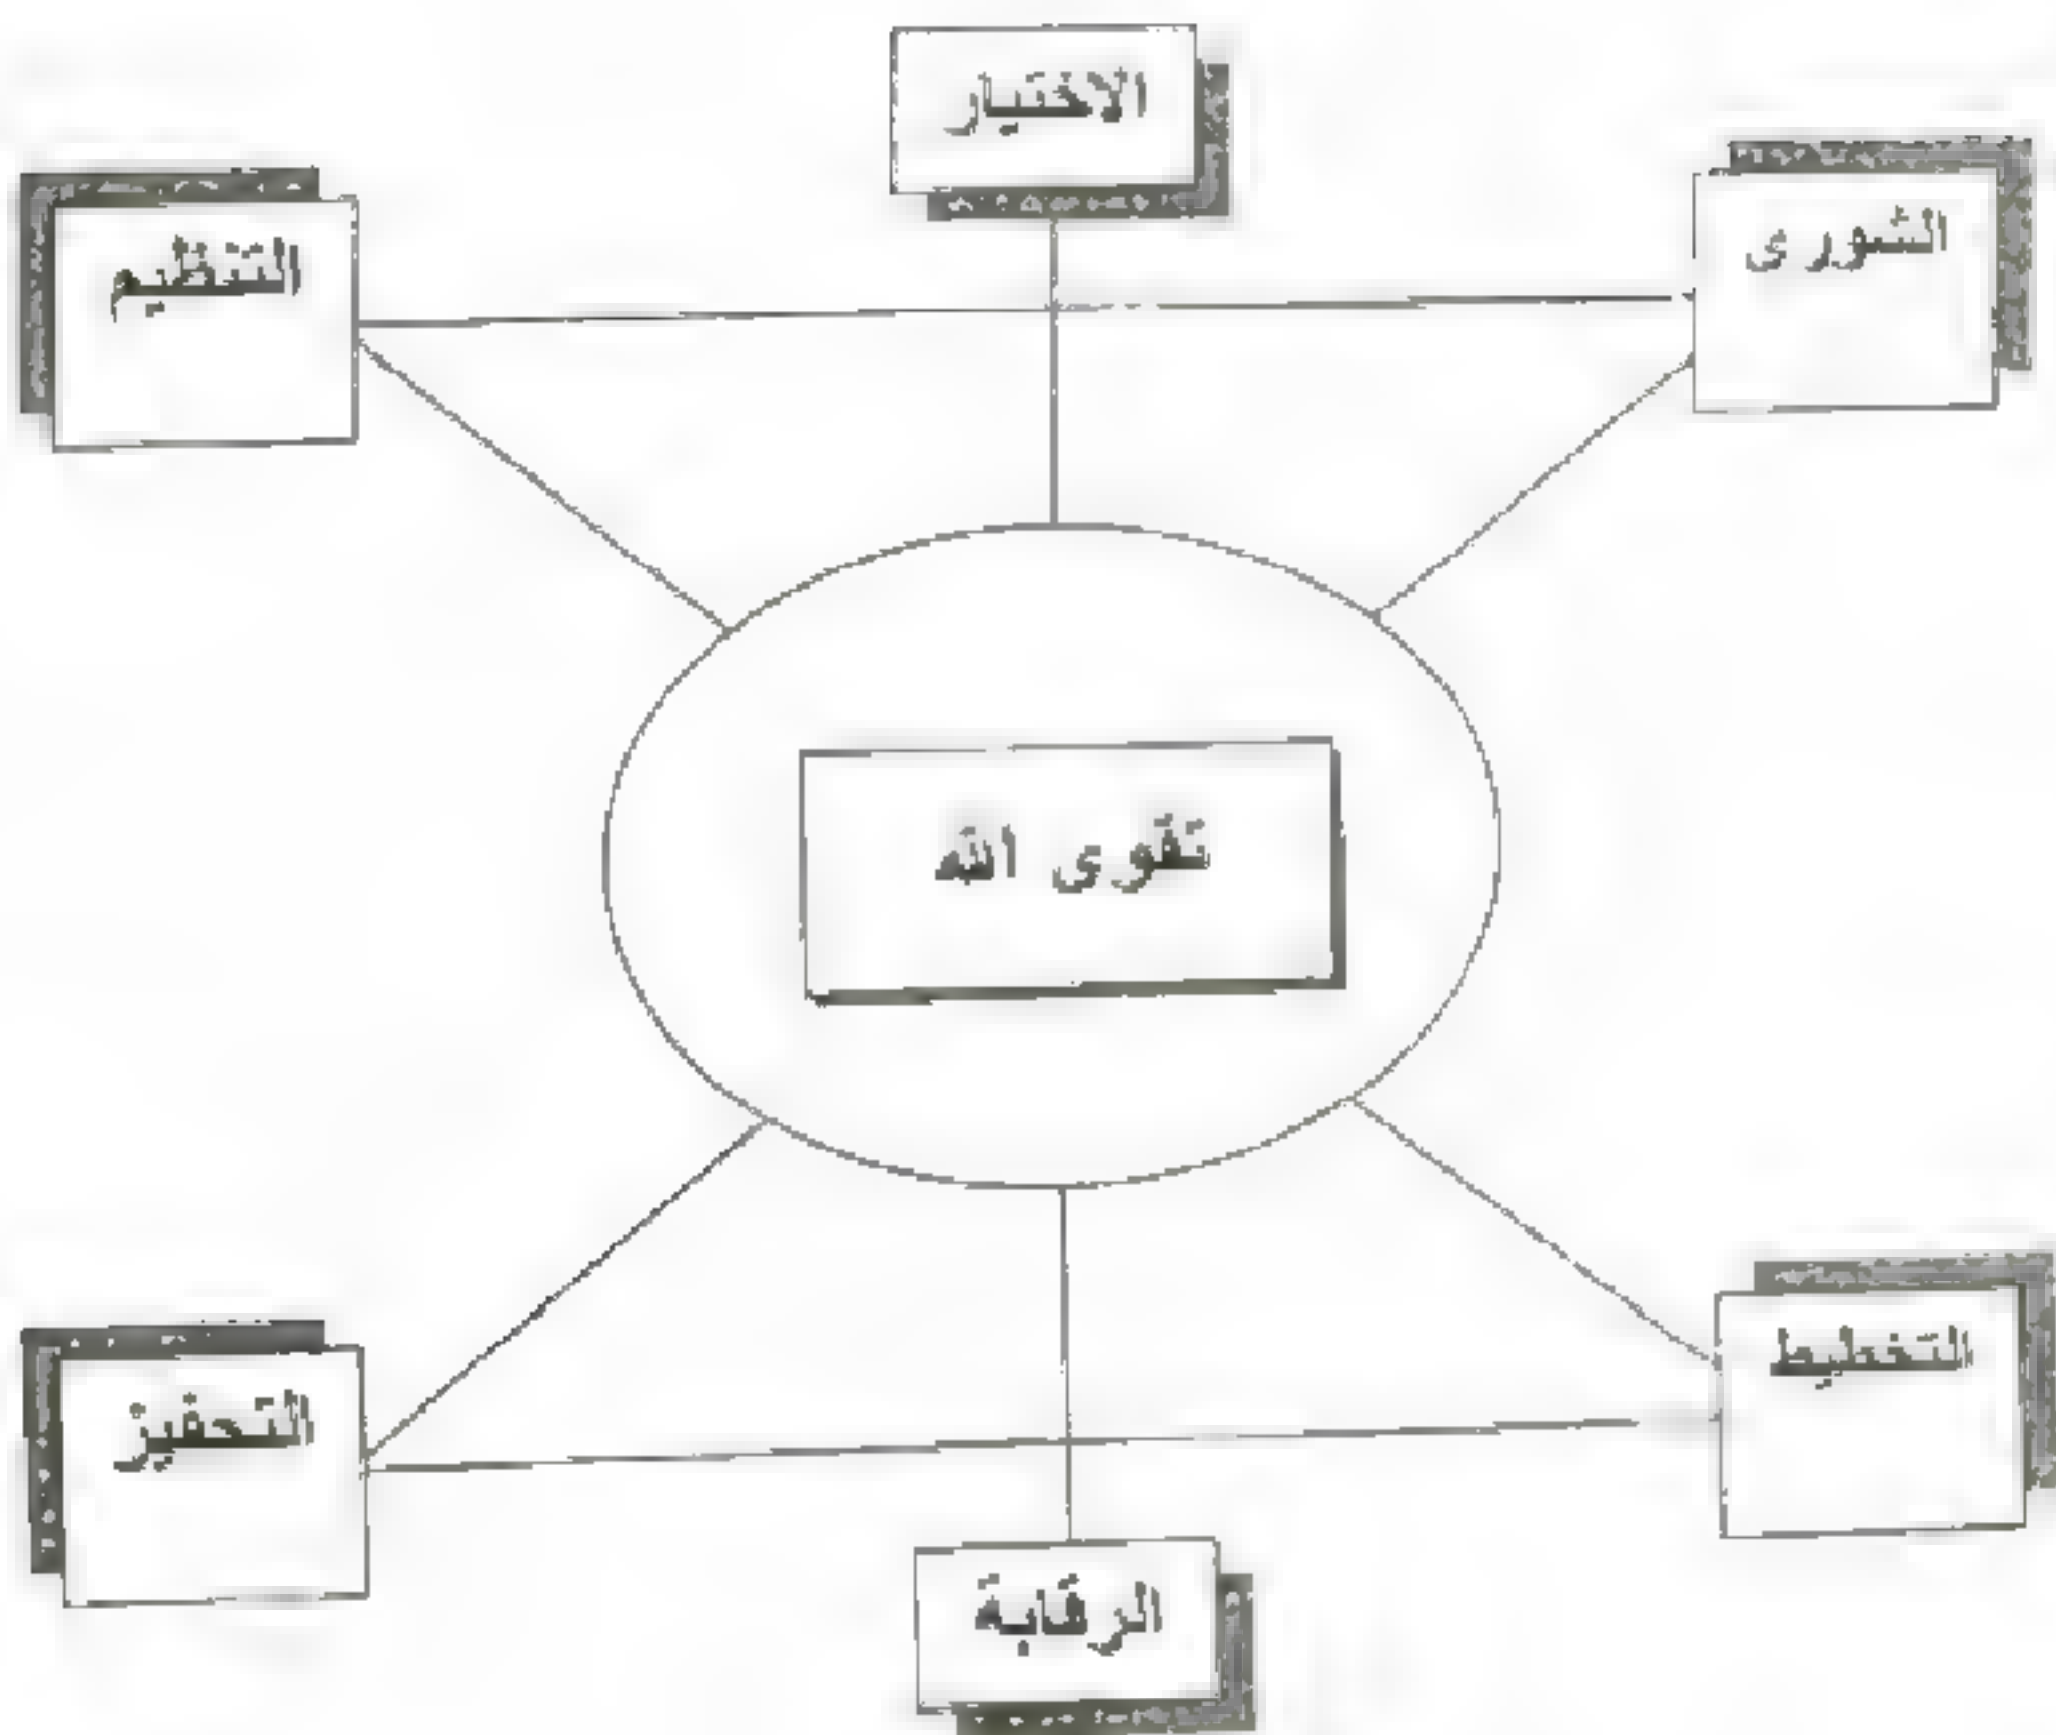 الاختيار
الشورى
التنظيم
تقوى الله
التخطيط
التحفيز
الرقابة